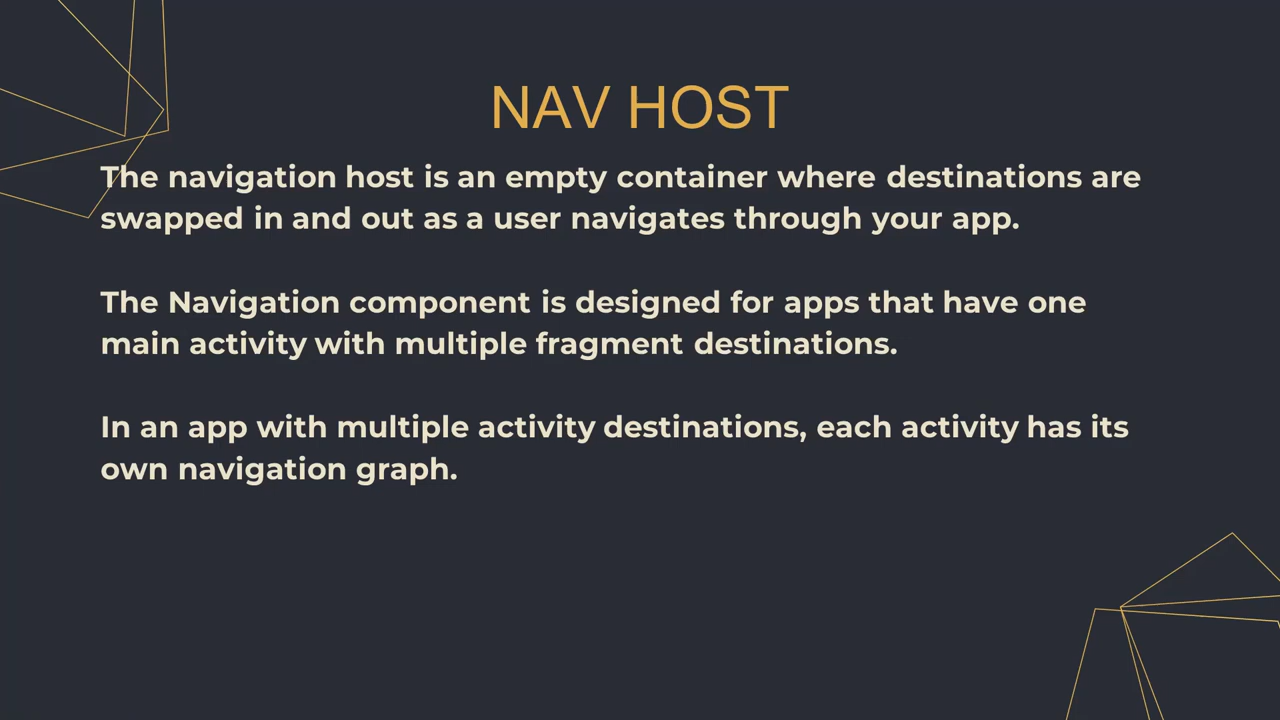 NAV HOST
The navigation host is an empty container where destinations are
swapped in and out as a user navigates through your app.
The Navigation component is designed for apps that have one
main activity with multiple fragment destinations.
In an app with multiple activity destinations, each activity has its
own navigation graph.